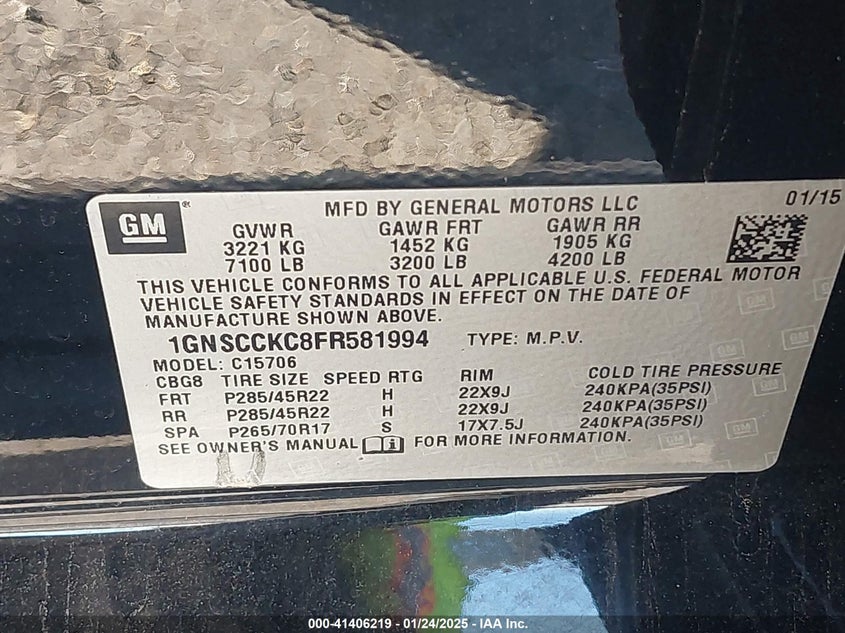 GM ® MFD BY GENERAL MOTORS LLC 01/15
GVWR GAWR FRT GAWR RR
3221 KG 1452 KG 1905 KG
7100 LB 3200 LB 4200 LB
THIS VEHICLE CONFORMS TO ALL APPLICABLE U.S. FEDERAL MOTOR
VEHICLE SAFETY STANDARDS IN EFFECT ON THE DATE OF
MANUFACTURE SHOWN ABOVE.
1GNSCCKC8FR581994 TYPE: M.P.V.
MODEL: C15706
CBG8 TIRE SIZE SPEED RTG RIM COLD TIRE PRESSURE
FRT P285/45R22 H 22X9J 240KPA(35PSI)
RR P285/45R22 H 22X9J 240KPA(35PSI)
SPA P265/70R17 S 17X7.5J 240KPA(35PSI)
SEE OWNER'S MANUAL FOR MORE INFORMATION.
000-41406219 - 01/24/2025 - IAA Inc.